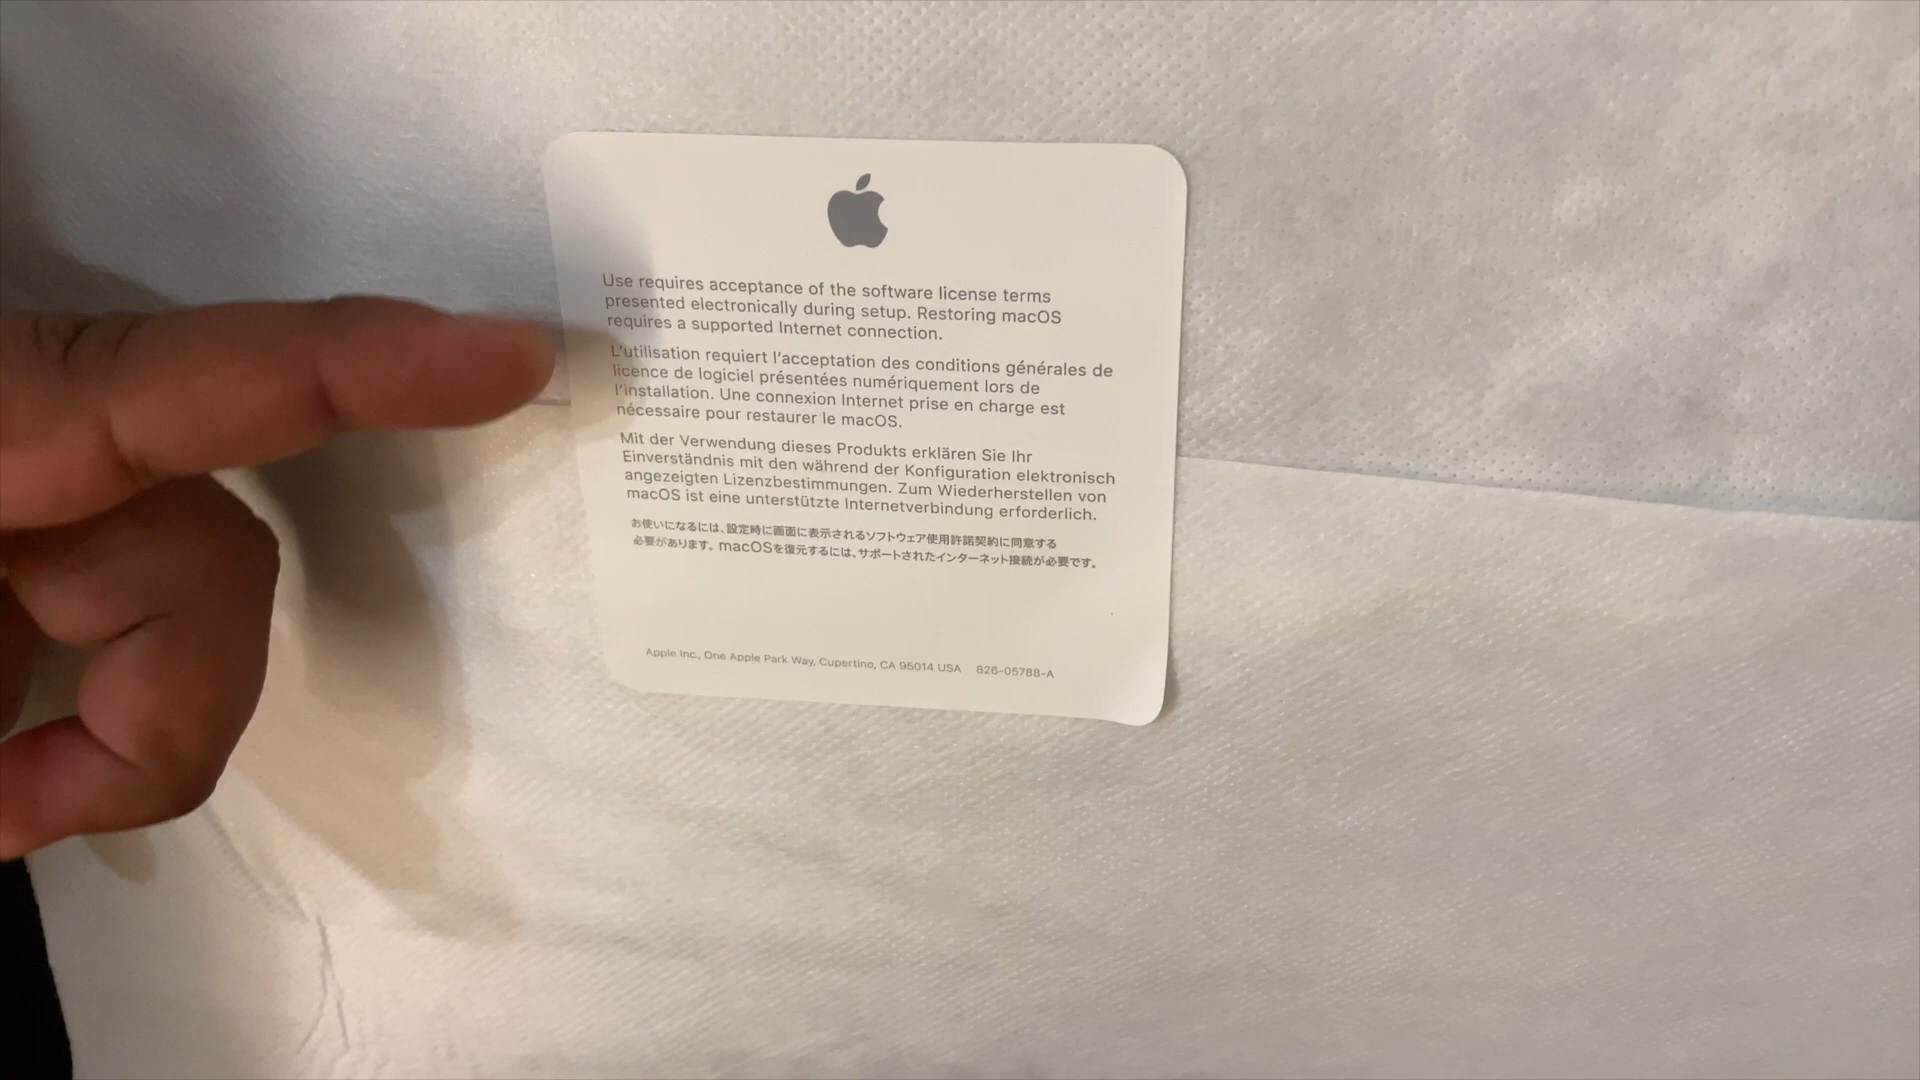 Use requires acceptance of the software license terms
presented electronically during setup. Restoring macOS
requires a supported Internet connection.
L’utilisation requiert l’acceptation des conditions générales de
licence de logiciel présentées numériquement lors de
l’installation. Une connexion Internet prise en charge est
nécessaire pour restaurer le macOS.
Mit der Verwendung dieses Produkts erklären Sie Ihr
Einverständnis mit den während der Konfiguration elektronisch
angezeigten Lizenzbestimmungen. Zum Wiederherstellen von
macOS ist eine unterstützte Internetverbindung erforderlich.
お使いになるには、設定時に画面に表示されるソフトウェア使用許諾契約に同意する
必要があります。macOSを復元するには、サポートされたインターネット接続が必要です。
Apple Inc., One Apple Park Way, Cupertino, CA 95014 USA 826-05788-A